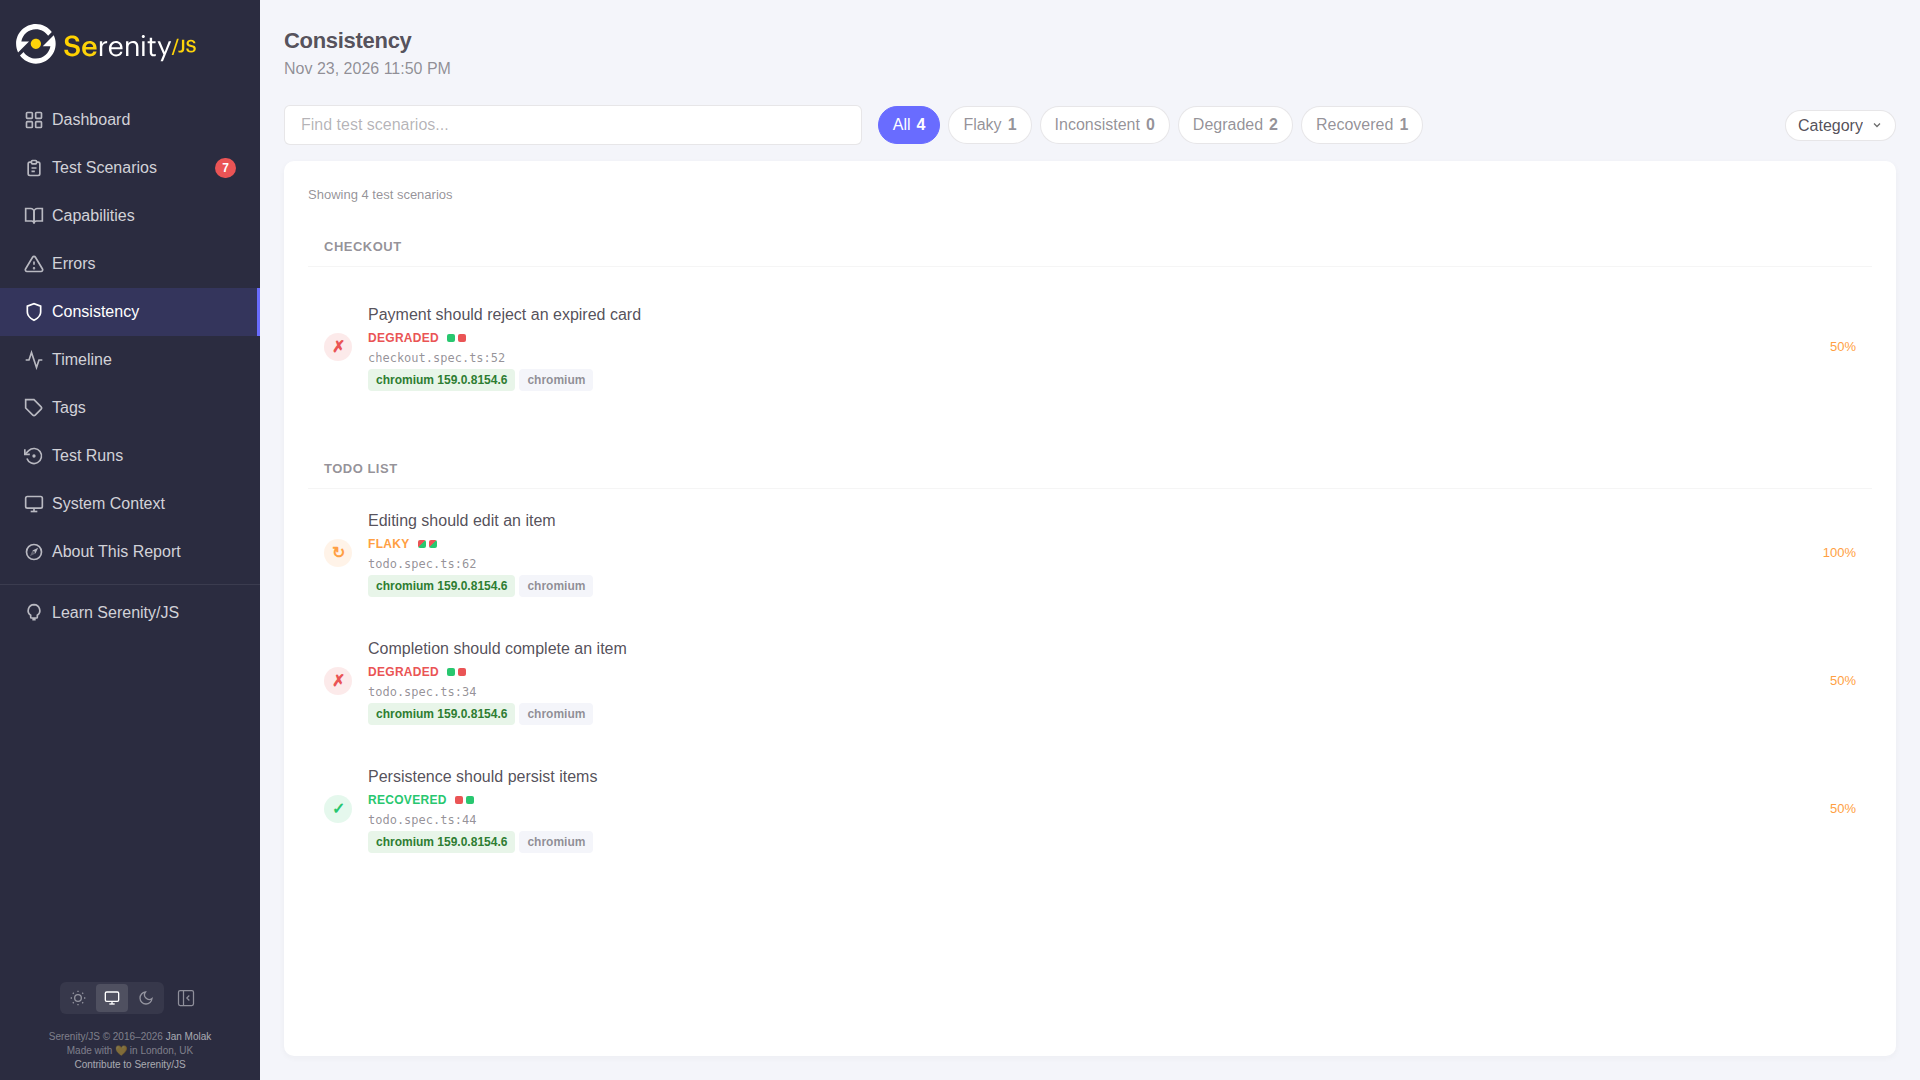 Serenity/JS
Dashboard
Test Scenarios 7
Capabilities
Errors
Consistency
Timeline
Tags
Test Runs
System Context
About This Report
Learn Serenity/JS
Serenity/JS © 2016–2026 Jan Molak
Made with 🤎 in London, UK
Contribute to Serenity/JS
Consistency
Nov 23, 2026 11:50 PM
Find test scenarios...
All 4
Flaky 1
Inconsistent 0
Degraded 2
Recovered 1
Category
Showing 4 test scenarios
CHECKOUT
Payment should reject an expired card
DEGRADED
checkout.spec.ts:52
chromium 159.0.8154.6 chromium
50%
TODO LIST
Editing should edit an item
FLAKY
todo.spec.ts:62
chromium 159.0.8154.6 chromium
100%
Completion should complete an item
DEGRADED
todo.spec.ts:34
chromium 159.0.8154.6 chromium
50%
Persistence should persist items
RECOVERED
todo.spec.ts:44
chromium 159.0.8154.6 chromium
50%